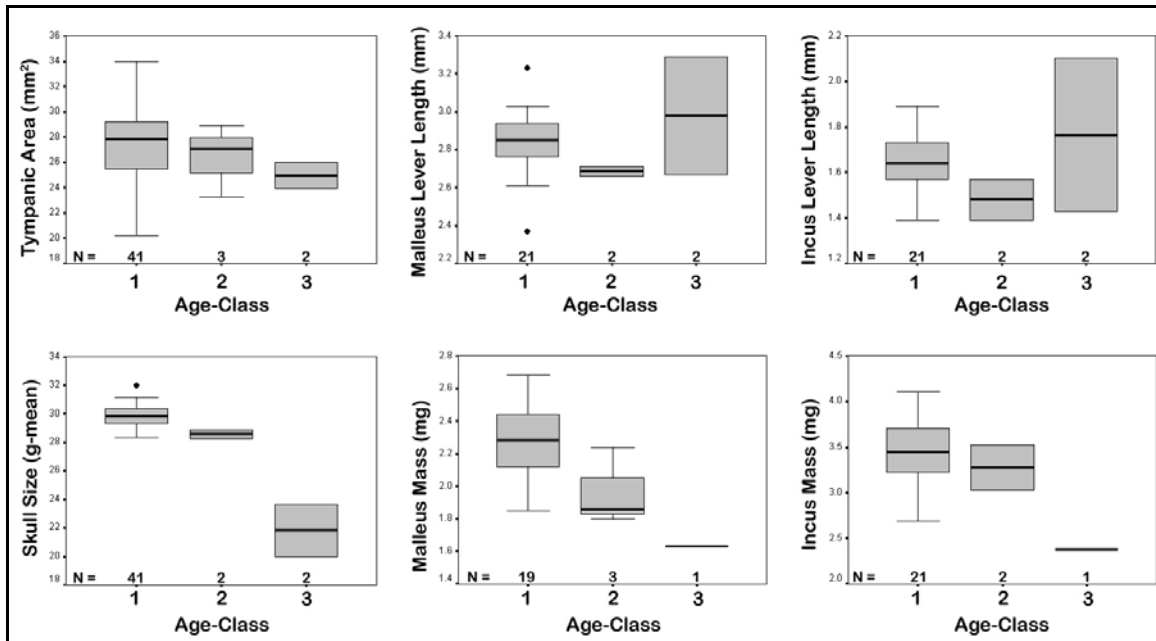 Tympanic Area (mm²)
36
34
32
30
28
26
24
22
20
18
N = 41 3 2
1 2 3
Age-Class
Malleus Lever Length (mm)
3.4
3.2
3.0
2.8
2.6
2.4
2.2
N = 21 2 2
1 2 3
Age-Class
Incus Lever Length (mm)
2.2
2.0
1.8
1.6
1.4
1.2
N = 21 2 2
1 2 3
Age-Class
Skull Size (g-mean)
34
32
30
28
26
24
22
20
18
N = 41 2 2
1 2 3
Age-Class
Malleus Mass (mg)
2.8
2.4
2.2
2.0
1.8
1.6
1.4
N = 19 3 1
1 2 3
Age-Class
Incus Mass (mg)
4.5
4.0
3.5
3.0
2.5
2.0
N = 21 2 1
1 2 3
Age-Class